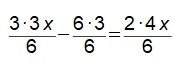 3·3x/6 − 6·3/6 = 2·4x/6